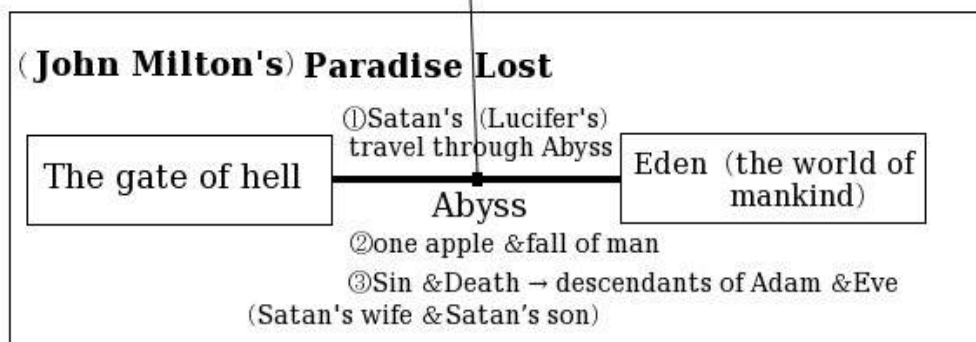 (John Milton's) Paradise Lost
①Satan's (Lucifer's)
travel through Abyss
The gate of hell
Eden (the world of
mankind)
Abyss
②one apple &fall of man
③Sin &Death → descendants of Adam &Eve
(Satan's wife &Satan’s son)